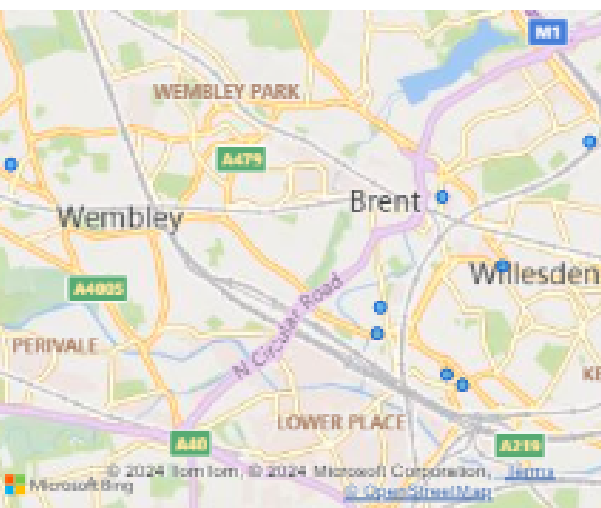 M1
WEMBLEY PARK
A479
Brent
Wembley
Willesden
A4005
N Circular Road
PERIVALE
KE
LOWER PLACE
A40
A219
© 2024 TomTom, © 2024 Microsoft Corporation, Terms
Microsoft Bing
© OpenStreetMap